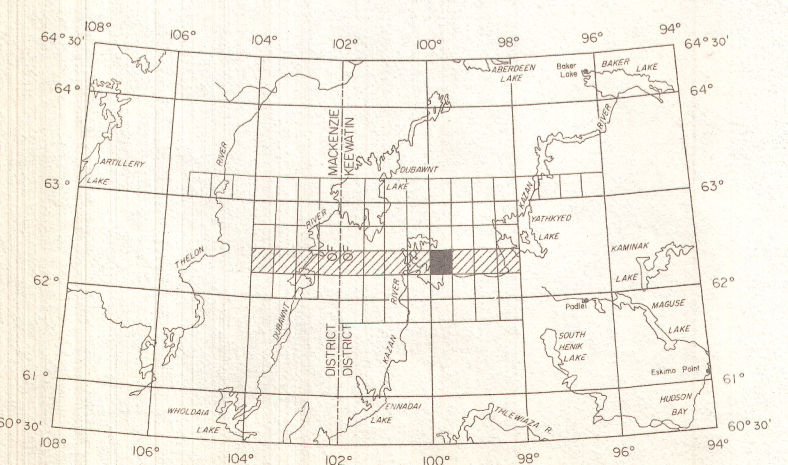 108° 106° 104° 102° 100° 98° 96° 94°
64° 30' 64° 30'
Baker Lake
BAKER LAKE
ABERDEEN LAKE
64° 64°
RIVER
MACKENZIE
KEEWATIN
RIVER
ARTILLERY LAKE
DUBAWNT LAKE
63° 63°
KAZAN
RIVER
YATHKYED LAKE
OF
OF
THELON
KAMINAK LAKE
62° 62°
RIVER
Padlei
MAGUSE LAKE
DUBAWNT
DISTRICT
DISTRICT
KAZAN
SOUTH HENIK LAKE
Eskimo Point
61° 61°
WHOLDAIA LAKE
ENNADAI LAKE
THLEWIAZA R.
HUDSON BAY
60° 30' 60° 30'
108° 106° 104° 102° 100° 98° 96° 94°